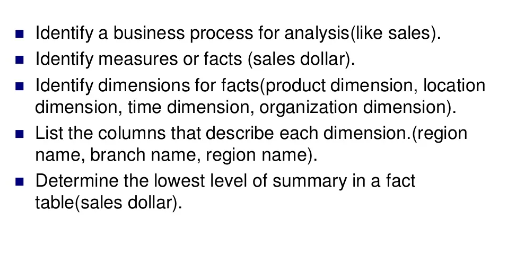 Identify a business process for analysis(like sales).
Identify measures or facts (sales dollar).
Identify dimensions for facts(product dimension, location
dimension, time dimension, organization dimension).
List the columns that describe each dimension.(region
name, branch name, region name).
Determine the lowest level of summary in a fact
table(sales dollar).